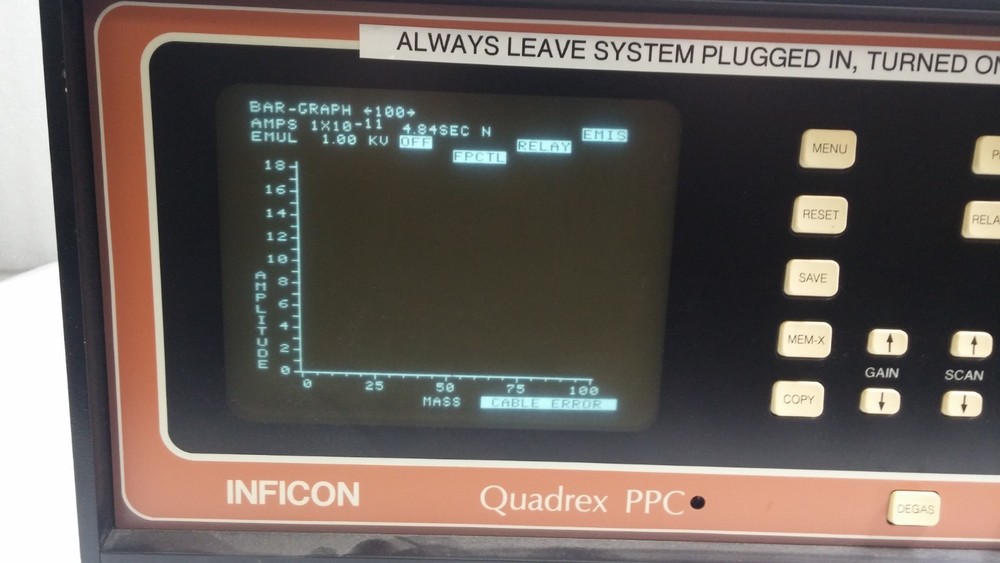 ALWAYS LEAVE SYSTEM PLUGGED IN, TURNED ON
BAR-GRAPH ←100→
AMPS 1X10-11 4.84SEC N
EMIS
EMUL 1.00 KV OFF
RELAY
FPCTL
18
16
14
12
10
8
6
4
2
0
AMPLITUDE
0 25 50 75 100
MASS CABLE ERROR
MENU
RESET
SAVE
MEM-X
COPY
GAIN
SCAN
RELA
DEGAS
INFICON
Quadrex PPC